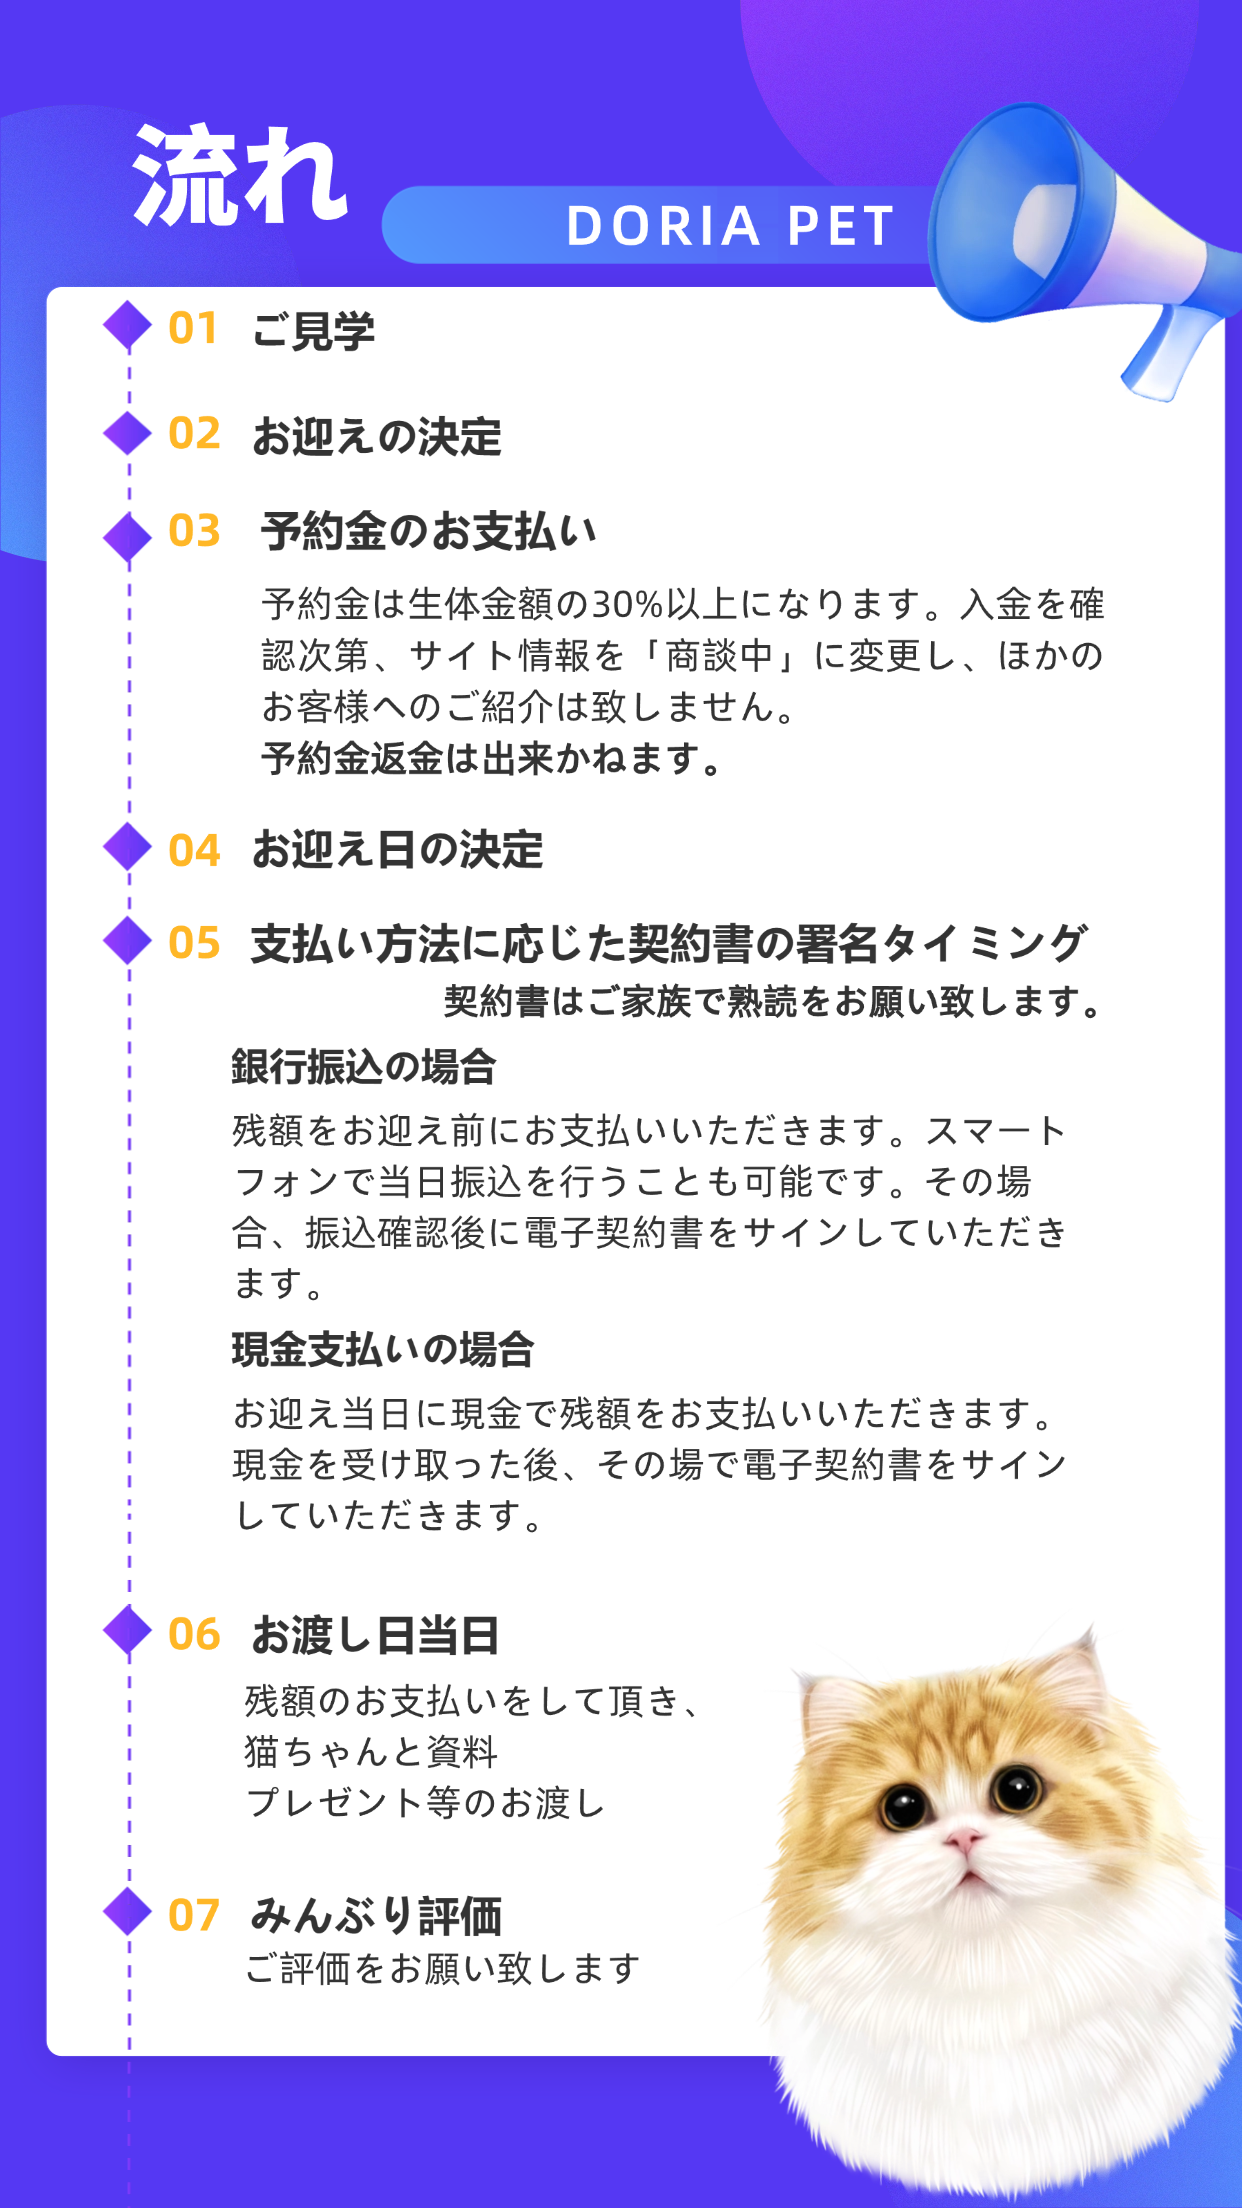 流れ
DORIA PET
01 ご見学
02 お迎えの決定
03 予約金のお支払い
予約金は生体金額の30%以上になります。入金を確
認次第、サイト情報を「商談中」に変更し、ほかの
お客様へのご紹介は致しません。
予約金返金は出来かねます。
04 お迎え日の決定
05 支払い方法に応じた契約書の署名タイミング
契約書はご家族で熟読をお願い致します。
銀行振込の場合
残額をお迎え前にお支払いいただきます。スマート
フォンで当日振込を行うことも可能です。その場
合、振込確認後に電子契約書をサインしていただき
ます。
現金支払いの場合
お迎え当日に現金で残額をお支払いいただきます。
現金を受け取った後、その場で電子契約書をサイン
していただきます。
06 お渡し日当日
残額のお支払いをして頂き、
猫ちゃんと資料
プレゼント等のお渡し
07 みんぶり評価
ご評価をお願い致します